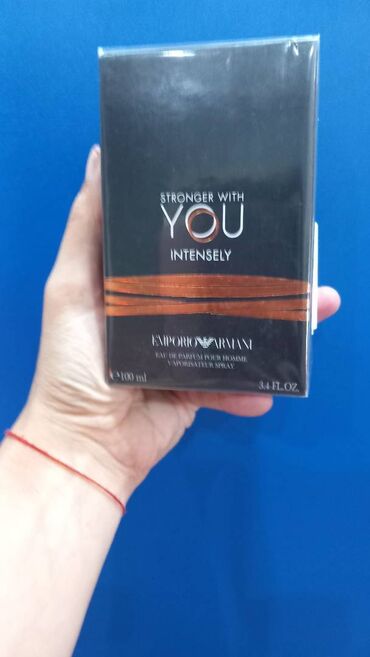 STRONGER WITH
YOU
INTENSELY
EMPORIO ARMANI
EAU DE PARFUM POUR HOMME
VAPORISATEUR SPRAY
℮ 100 ml 3.4 FL.OZ.